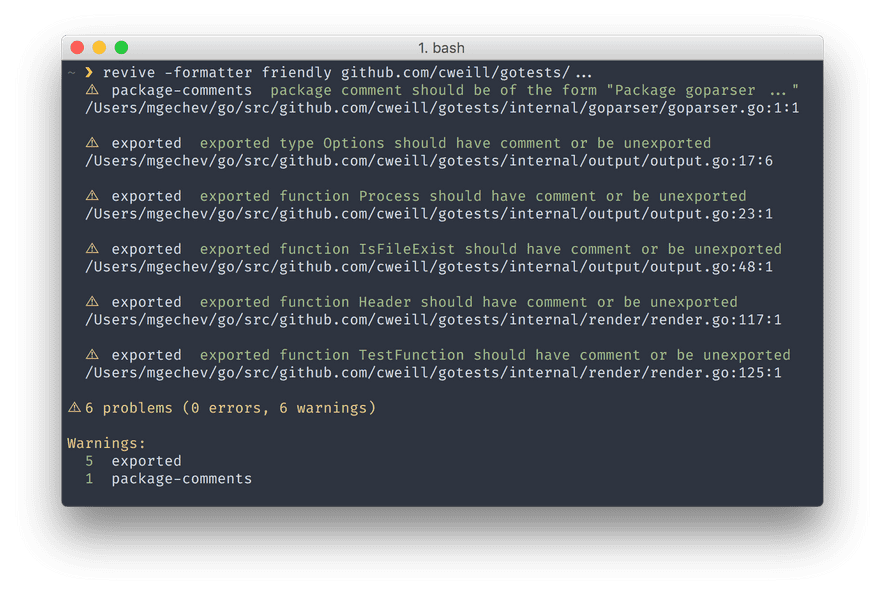 1. bash
~ ❯ revive -formatter friendly github.com/cweill/gotests/...
⚠ package-comments package comment should be of the form "Package goparser ..."
/Users/mgechev/go/src/github.com/cweill/gotests/internal/goparser/goparser.go:1:1
⚠ exported exported type Options should have comment or be unexported
/Users/mgechev/go/src/github.com/cweill/gotests/internal/output/output.go:17:6
⚠ exported exported function Process should have comment or be unexported
/Users/mgechev/go/src/github.com/cweill/gotests/internal/output/output.go:23:1
⚠ exported exported function IsFileExist should have comment or be unexported
/Users/mgechev/go/src/github.com/cweill/gotests/internal/output/output.go:48:1
⚠ exported exported function Header should have comment or be unexported
/Users/mgechev/go/src/github.com/cweill/gotests/internal/render/render.go:117:1
⚠ exported exported function TestFunction should have comment or be unexported
/Users/mgechev/go/src/github.com/cweill/gotests/internal/render/render.go:125:1
⚠ 6 problems (0 errors, 6 warnings)
Warnings:
5 exported
1 package-comments